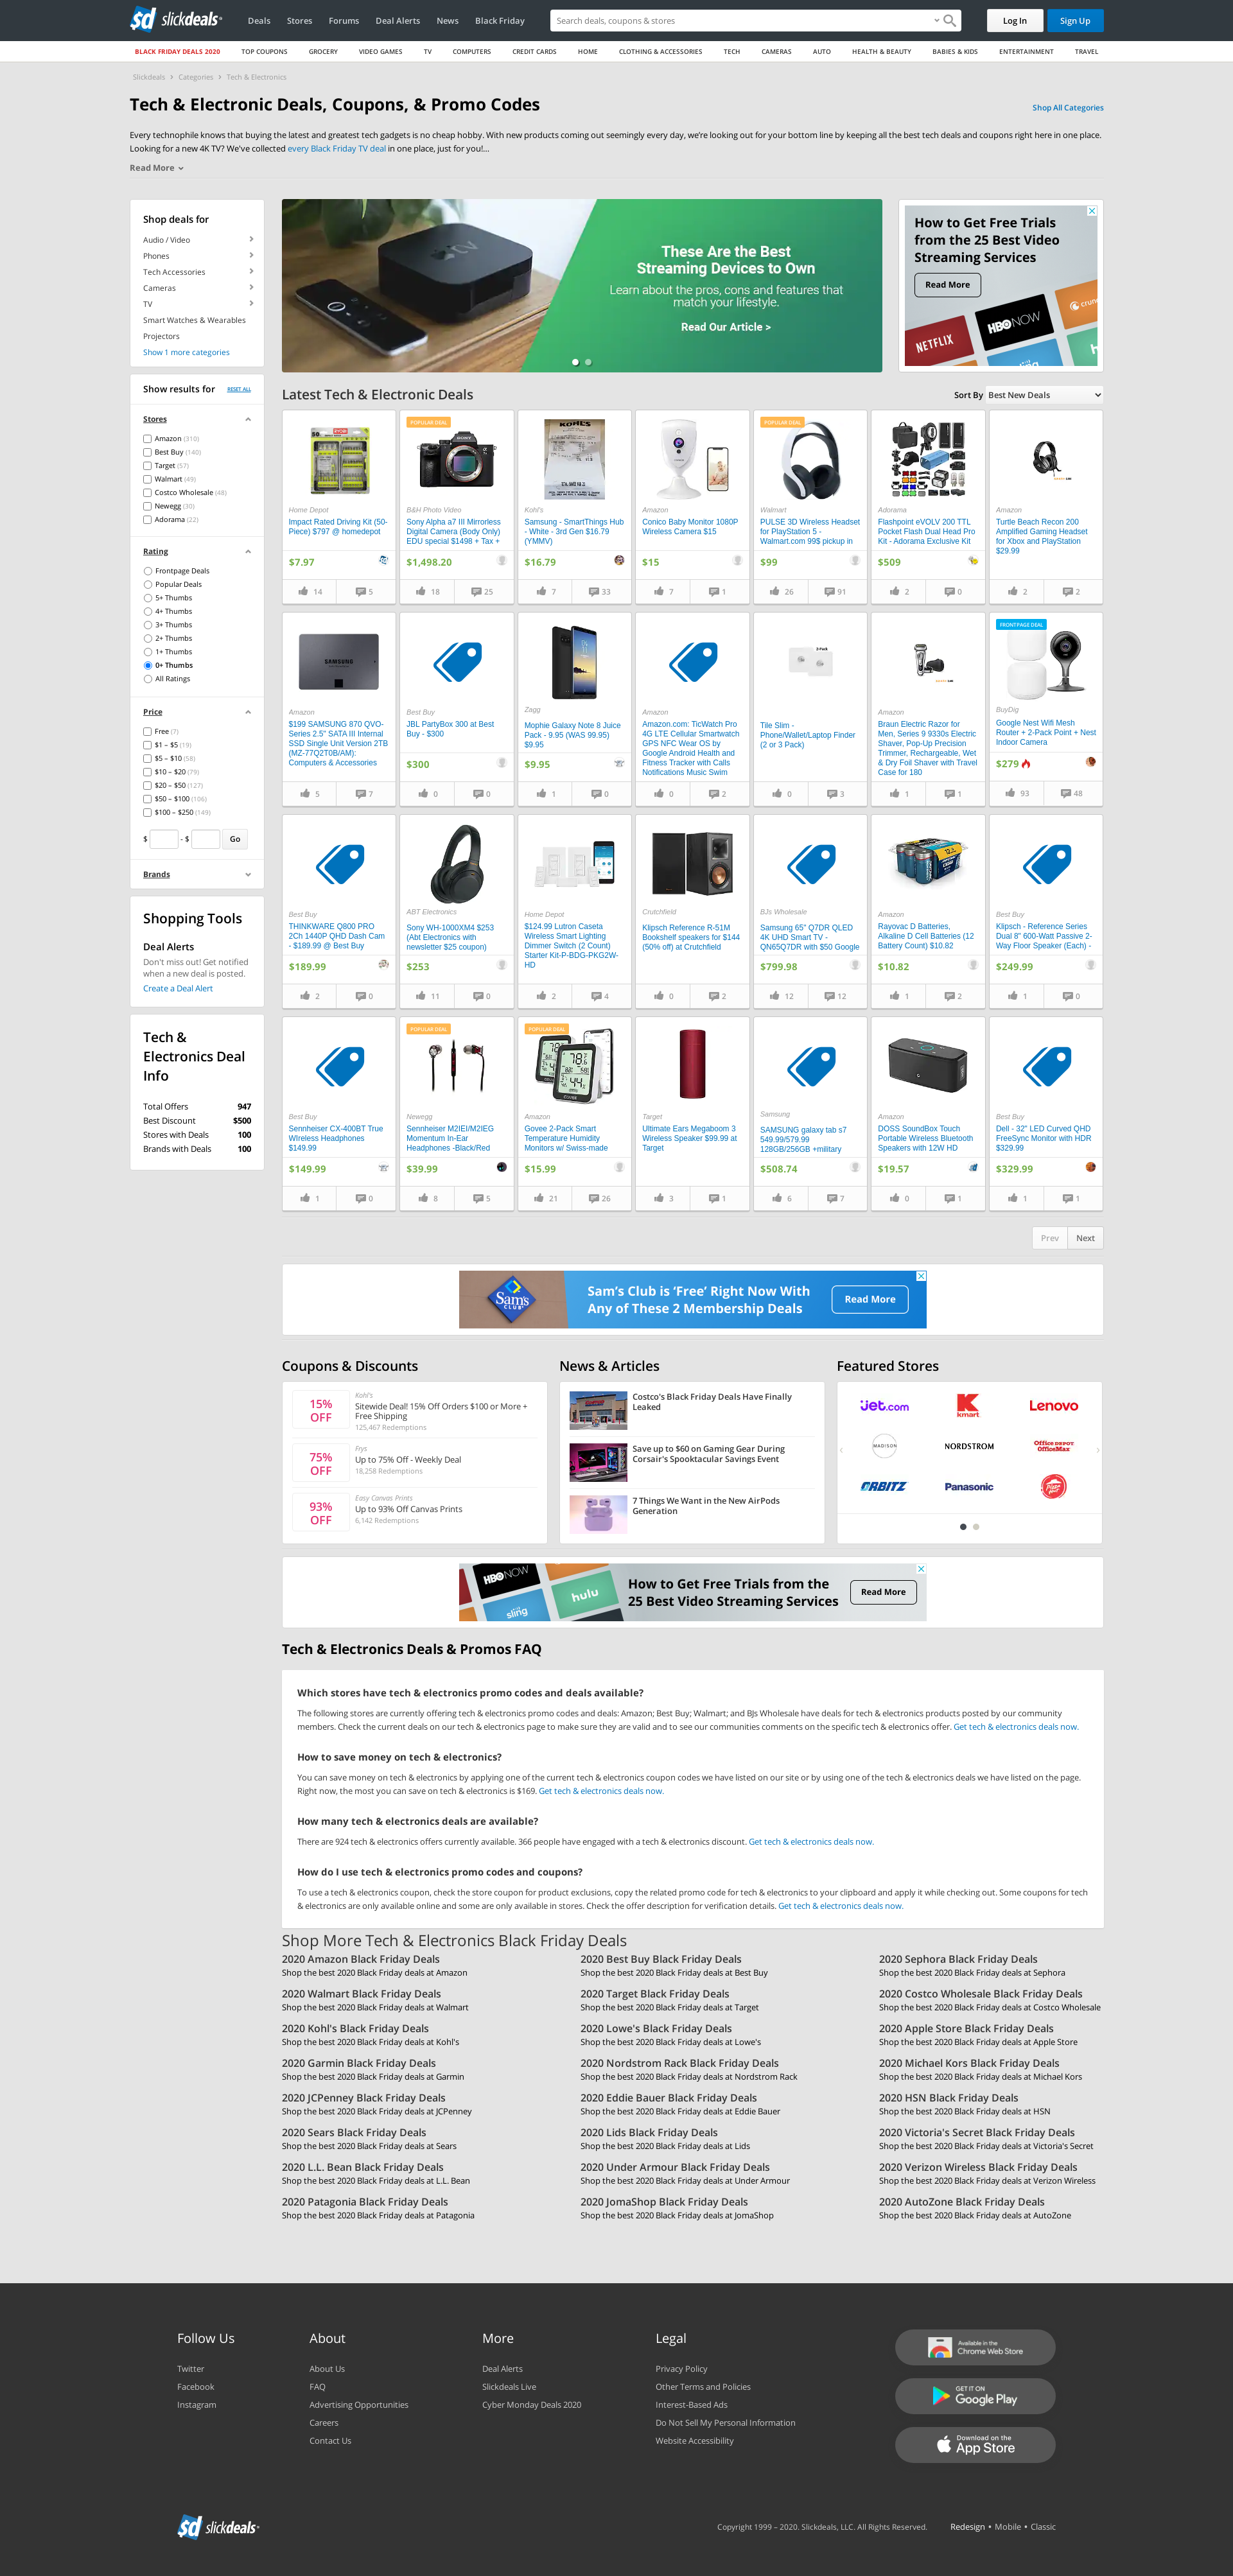 slickdeals
Deals
Stores
Forums
Deal Alerts
News
Black Friday
Search deals, coupons & stores
Log In
Sign Up
BLACK FRIDAY DEALS 2020
TOP COUPONS
GROCERY
VIDEO GAMES
TV
COMPUTERS
CREDIT CARDS
HOME
CLOTHING & ACCESSORIES
TECH
CAMERAS
AUTO
HEALTH & BEAUTY
BABIES & KIDS
ENTERTAINMENT
TRAVEL
Slickdeals > Categories > Tech & Electronics
Tech & Electronic Deals, Coupons, & Promo Codes
Shop All Categories
Every technophile knows that buying the latest and greatest tech gadgets is no cheap hobby. With new products coming out seemingly every day, we're looking out for your bottom line by keeping all the best tech deals and coupons right here in one place.
Looking for a new 4K TV? We've collected every Black Friday TV deal in one place, just for you!...
Read More
Shop deals for
Audio / Video
Phones
Tech Accessories
Cameras
TV
Smart Watches & Wearables
Projectors
Show 1 more categories
Show results for
RESET ALL
Stores
Amazon (310)
Best Buy (140)
Target (57)
Walmart (49)
Costco Wholesale (48)
Newegg (30)
Adorama (22)
Rating
Frontpage Deals
Popular Deals
5+ Thumbs
4+ Thumbs
3+ Thumbs
2+ Thumbs
1+ Thumbs
0+ Thumbs
All Ratings
Price
Free (7)
$1 – $5 (19)
$5 – $10 (58)
$10 – $20 (79)
$20 – $50 (127)
$50 – $100 (106)
$100 – $250 (149)
$ - $ Go
Brands
Shopping Tools
Deal Alerts
Don't miss out! Get notified
when a new deal is posted.
Create a Deal Alert
Tech &
Electronics Deal
Info
Total Offers 947
Best Discount $500
Stores with Deals 100
Brands with Deals 100
These Are the Best
Streaming Devices to Own
Learn about the pros, cons and features that
match your lifestyle.
Read Our Article >
How to Get Free Trials
from the 25 Best Video
Streaming Services
Read More
NETFLIX
HBO NOW
crunc
Latest Tech & Electronic Deals
Sort By Best New Deals
Home Depot
Impact Rated Driving Kit (50-
Piece) $797 @ homedepot
$7.97
14 5
POPULAR DEAL
B&H Photo Video
Sony Alpha a7 III Mirrorless
Digital Camera (Body Only)
EDU special $1498 + Tax +
$1,498.20
18 25
KOHL'S
Kohl's
Samsung - SmartThings Hub
- White - 3rd Gen $16.79
(YMMV)
$16.79
7 33
Amazon
Conico Baby Monitor 1080P
Wireless Camera $15
$15
7 1
POPULAR DEAL
Walmart
PULSE 3D Wireless Headset
for PlayStation 5 -
Walmart.com 99$ pickup in
$99
26 91
Adorama
Flashpoint eVOLV 200 TTL
Pocket Flash Dual Head Pro
Kit - Adorama Exclusive Kit
$509
2 0
Amazon
Turtle Beach Recon 200
Amplified Gaming Headset
for Xbox and PlayStation
$29.99
2 2
SAMSUNG
Amazon
$199 SAMSUNG 870 QVO-
Series 2.5" SATA III Internal
SSD Single Unit Version 2TB
(MZ-77Q2T0B/AM):
Computers & Accessories
5 7
Best Buy
JBL PartyBox 300 at Best
Buy - $300
$300
0 0
Zagg
Mophie Galaxy Note 8 Juice
Pack - 9.95 (WAS 99.95)
$9.95
$9.95
1 0
Amazon
Amazon.com: TicWatch Pro
4G LTE Cellular Smartwatch
GPS NFC Wear OS by
Google Android Health and
Fitness Tracker with Calls
Notifications Music Swim
0 2
2-Pack
Tile Slim -
Phone/Wallet/Laptop Finder
(2 or 3 Pack)
0 3
Amazon
Braun Electric Razor for
Men, Series 9 9330s Electric
Shaver, Pop-Up Precision
Trimmer, Rechargeable, Wet
& Dry Foil Shaver with Travel
Case for 180
1 1
FRONTPAGE DEAL
BuyDig
Google Nest Wifi Mesh
Router + 2-Pack Point + Nest
Indoor Camera
$279
93 48
Best Buy
THINKWARE Q800 PRO
2Ch 1440P QHD Dash Cam
- $189.99 @ Best Buy
$189.99
2 0
ABT Electronics
Sony WH-1000XM4 $253
(Abt Electronics with
newsletter $25 coupon)
$253
11 0
Home Depot
$124.99 Lutron Caseta
Wireless Smart Lighting
Dimmer Switch (2 Count)
Starter Kit-P-BDG-PKG2W-
HD
2 4
Crutchfield
Klipsch Reference R-51M
Bookshelf speakers for $144
(50% off) at Crutchfield
0 2
BJs Wholesale
Samsung 65" Q7DR QLED
4K UHD Smart TV -
QN65Q7DR with $50 Google
$799.98
12 12
Amazon
Rayovac D Batteries,
Alkaline D Cell Batteries (12
Battery Count) $10.82
$10.82
1 2
Best Buy
Klipsch - Reference Series
Dual 8" 600-Watt Passive 2-
Way Floor Speaker (Each) -
$249.99
1 0
Best Buy
Sennheiser CX-400BT True
WIreless Headphones
$149.99
$149.99
1 0
POPULAR DEAL
Newegg
Sennheiser M2IEI/M2IEG
Momentum In-Ear
Headphones -Black/Red
$39.99
8 5
POPULAR DEAL
Amazon
Govee 2-Pack Smart
Temperature Humidity
Monitors w/ Swiss-made
$15.99
21 26
Target
Ultimate Ears Megaboom 3
Wireless Speaker $99.99 at
Target
3 1
Samsung
SAMSUNG galaxy tab s7
549.99/579.99
128GB/256GB +military
$508.74
6 7
Amazon
DOSS SoundBox Touch
Portable Wireless Bluetooth
Speakers with 12W HD
$19.57
0 1
Best Buy
Dell - 32" LED Curved QHD
FreeSync Monitor with HDR
$329.99
$329.99
1 1
Prev
Next
Sam's CLUB
Sam's Club is 'Free' Right Now With
Any of These 2 Membership Deals
Read More
Coupons & Discounts
15%
OFF
Kohl's
Sitewide Deal! 15% Off Orders $100 or More +
Free Shipping
125,467 Redemptions
75%
OFF
Frys
Up to 75% Off - Weekly Deal
18,258 Redemptions
93%
OFF
Easy Canvas Prints
Up to 93% Off Canvas Prints
6,142 Redemptions
News & Articles
Costco's Black Friday Deals Have Finally
Leaked
Save up to $60 on Gaming Gear During
Corsair's Spooktacular Savings Event
7 Things We Want in the New AirPods
Generation
Featured Stores
jet.com
kmart
Lenovo
MADISON
NORDSTROM
Office DEPOT
OfficeMax
ORBITZ
Panasonic
Pizza Hut
HBO NOW
sling
hulu
How to Get Free Trials from the
25 Best Video Streaming Services
Read More
Tech & Electronics Deals & Promos FAQ
Which stores have tech & electronics promo codes and deals available?
The following stores are currently offering tech & electronics promo codes and deals: Amazon; Best Buy; Walmart; and BJs Wholesale have deals for tech & electronics products posted by our community
members. Check the current deals on our tech & electronics page to make sure they are valid and to see our communities comments on the specific tech & electronics offer. Get tech & electronics deals now.
How to save money on tech & electronics?
You can save money on tech & electronics by applying one of the current tech & electronics coupon codes we have listed on our site or by using one of the tech & electronics deals we have listed on the page.
Right now, the most you can save on tech & electronics is $169. Get tech & electronics deals now.
How many tech & electronics deals are available?
There are 924 tech & electronics offers currently available. 366 people have engaged with a tech & electronics discount. Get tech & electronics deals now.
How do I use tech & electronics promo codes and coupons?
To use a tech & electronics coupon, check the store coupon for product exclusions, copy the related promo code for tech & electronics to your clipboard and apply it while checking out. Some coupons for tech
& electronics are only available online and some are only available in stores. Check the offer description for verification details. Get tech & electronics deals now.
Shop More Tech & Electronics Black Friday Deals
2020 Amazon Black Friday Deals
Shop the best 2020 Black Friday deals at Amazon
2020 Best Buy Black Friday Deals
Shop the best 2020 Black Friday deals at Best Buy
2020 Sephora Black Friday Deals
Shop the best 2020 Black Friday deals at Sephora
2020 Walmart Black Friday Deals
Shop the best 2020 Black Friday deals at Walmart
2020 Target Black Friday Deals
Shop the best 2020 Black Friday deals at Target
2020 Costco Wholesale Black Friday Deals
Shop the best 2020 Black Friday deals at Costco Wholesale
2020 Kohl's Black Friday Deals
Shop the best 2020 Black Friday deals at Kohl's
2020 Lowe's Black Friday Deals
Shop the best 2020 Black Friday deals at Lowe's
2020 Apple Store Black Friday Deals
Shop the best 2020 Black Friday deals at Apple Store
2020 Garmin Black Friday Deals
Shop the best 2020 Black Friday deals at Garmin
2020 Nordstrom Rack Black Friday Deals
Shop the best 2020 Black Friday deals at Nordstrom Rack
2020 Michael Kors Black Friday Deals
Shop the best 2020 Black Friday deals at Michael Kors
2020 JCPenney Black Friday Deals
Shop the best 2020 Black Friday deals at JCPenney
2020 Eddie Bauer Black Friday Deals
Shop the best 2020 Black Friday deals at Eddie Bauer
2020 HSN Black Friday Deals
Shop the best 2020 Black Friday deals at HSN
2020 Sears Black Friday Deals
Shop the best 2020 Black Friday deals at Sears
2020 Lids Black Friday Deals
Shop the best 2020 Black Friday deals at Lids
2020 Victoria's Secret Black Friday Deals
Shop the best 2020 Black Friday deals at Victoria's Secret
2020 L.L. Bean Black Friday Deals
Shop the best 2020 Black Friday deals at L.L. Bean
2020 Under Armour Black Friday Deals
Shop the best 2020 Black Friday deals at Under Armour
2020 Verizon Wireless Black Friday Deals
Shop the best 2020 Black Friday deals at Verizon Wireless
2020 Patagonia Black Friday Deals
Shop the best 2020 Black Friday deals at Patagonia
2020 JomaShop Black Friday Deals
Shop the best 2020 Black Friday deals at JomaShop
2020 AutoZone Black Friday Deals
Shop the best 2020 Black Friday deals at AutoZone
Follow Us
Twitter
Facebook
Instagram
About
About Us
FAQ
Advertising Opportunities
Careers
Contact Us
More
Deal Alerts
Slickdeals Live
Cyber Monday Deals 2020
Legal
Privacy Policy
Other Terms and Policies
Interest-Based Ads
Do Not Sell My Personal Information
Website Accessibility
Available in the
Chrome Web Store
GET IT ON
Google Play
Download on the
App Store
slickdeals
Copyright 1999 – 2020. Slickdeals, LLC. All Rights Reserved.
Redesign • Mobile • Classic